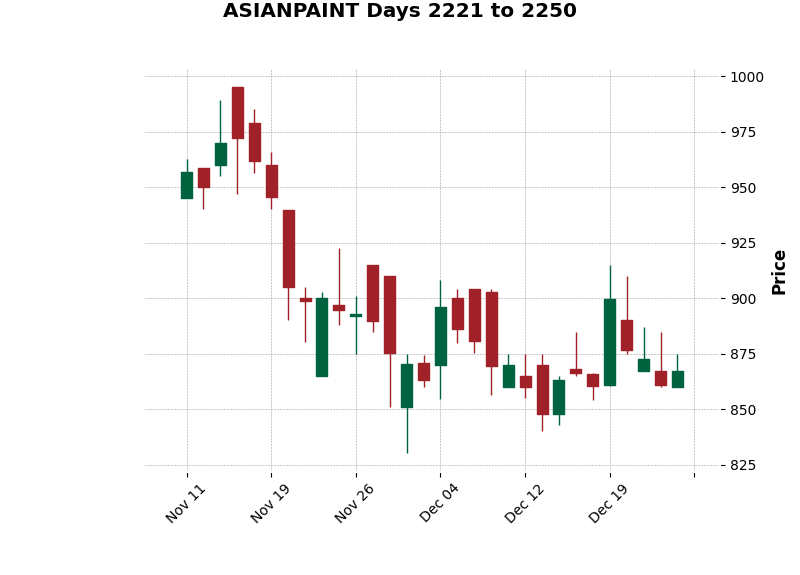 ASIANPAINT Days 2221 to 2250
1000
975
950
925
900
875
850
825
Price
Nov 11
Nov 19
Nov 26
Dec 04
Dec 12
Dec 19